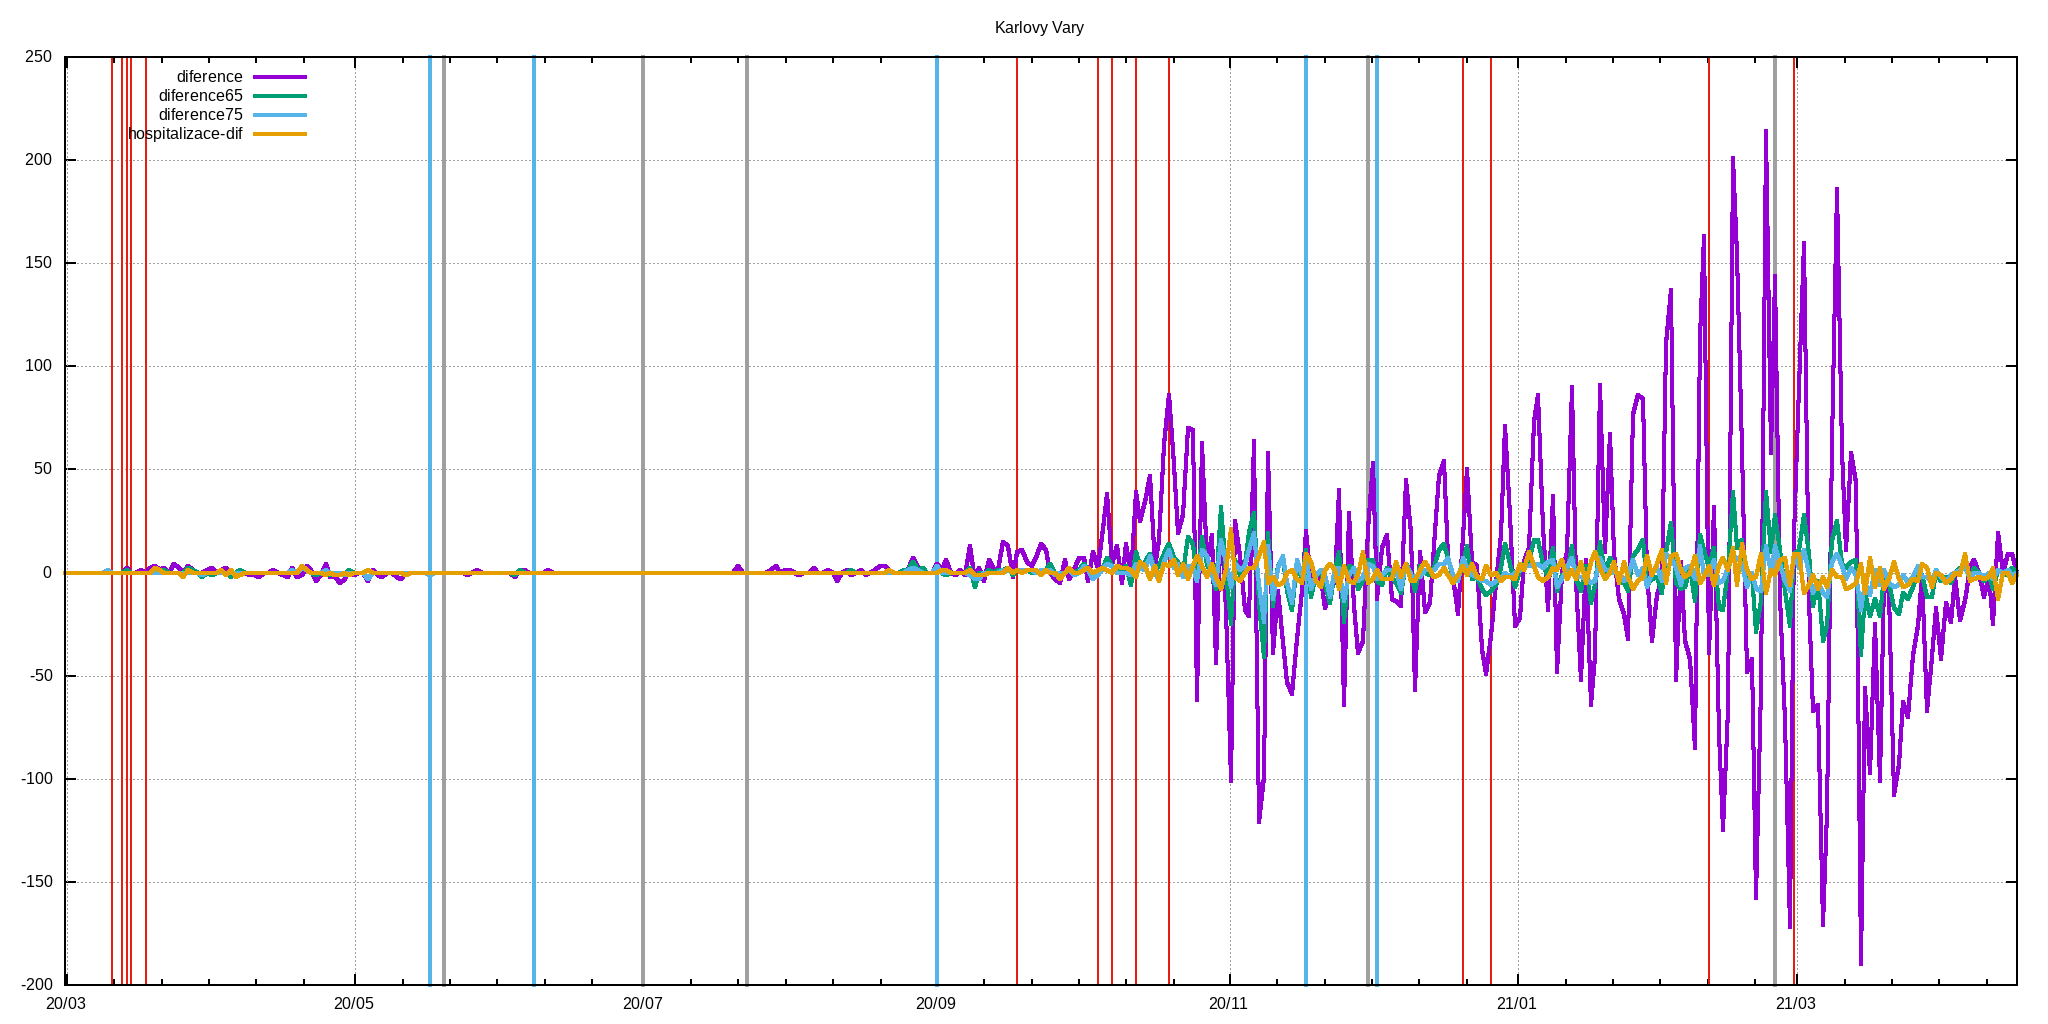 Karlovy Vary
250
200
150
100
50
0
-50
-100
-150
-200
diference
diference65
diference75
hospitalizace-dif
20/03 20/05 20/07 20/09 20/11 21/01 21/03